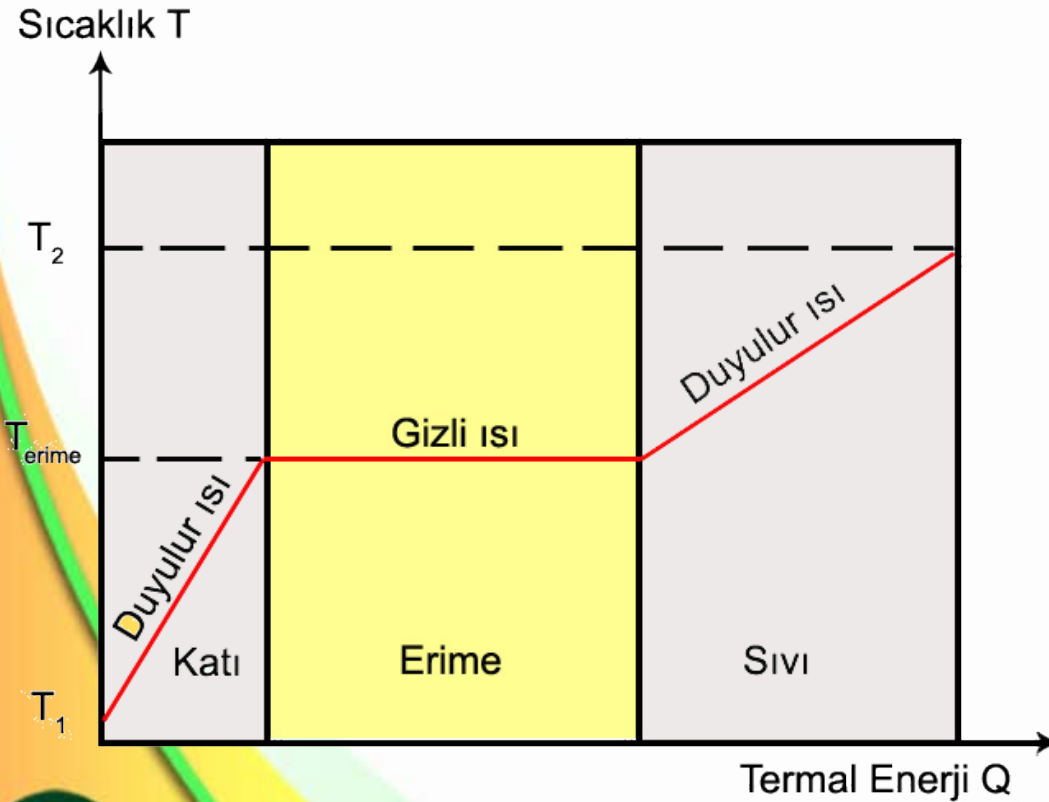 Sıcaklık T
T2
Duyulur ısı
Terime
Gizli ısı
Duyulur ısı
Katı
Erime
Sıvı
T1
Termal Enerji Q